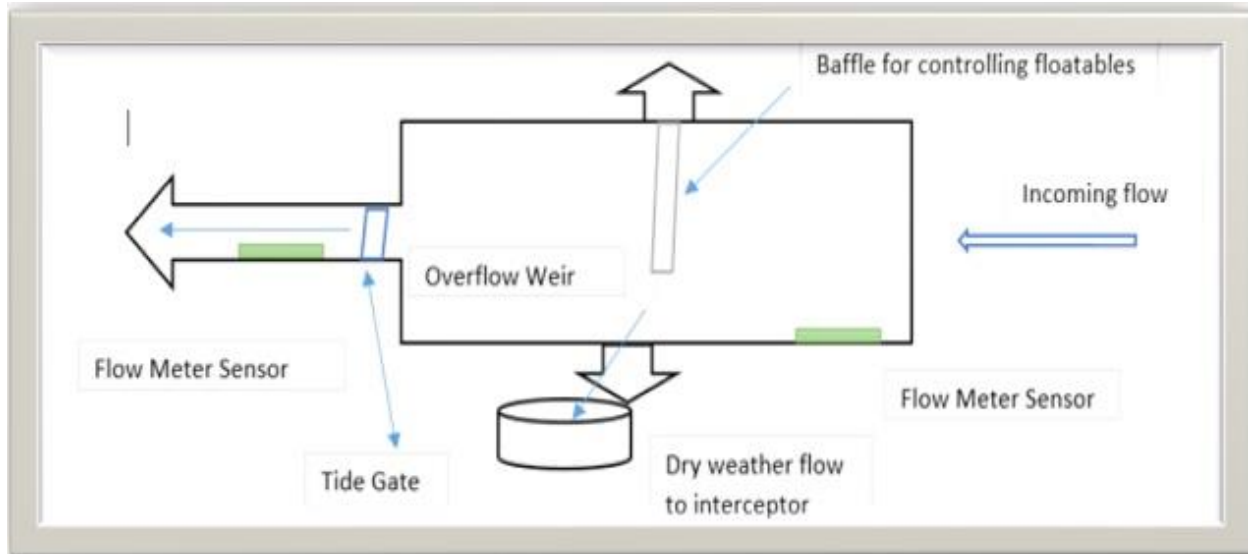 Baffle for controlling floatables
Incoming flow
Overflow Weir
Flow Meter Sensor
Flow Meter Sensor
Tide Gate
Dry weather flow
to interceptor